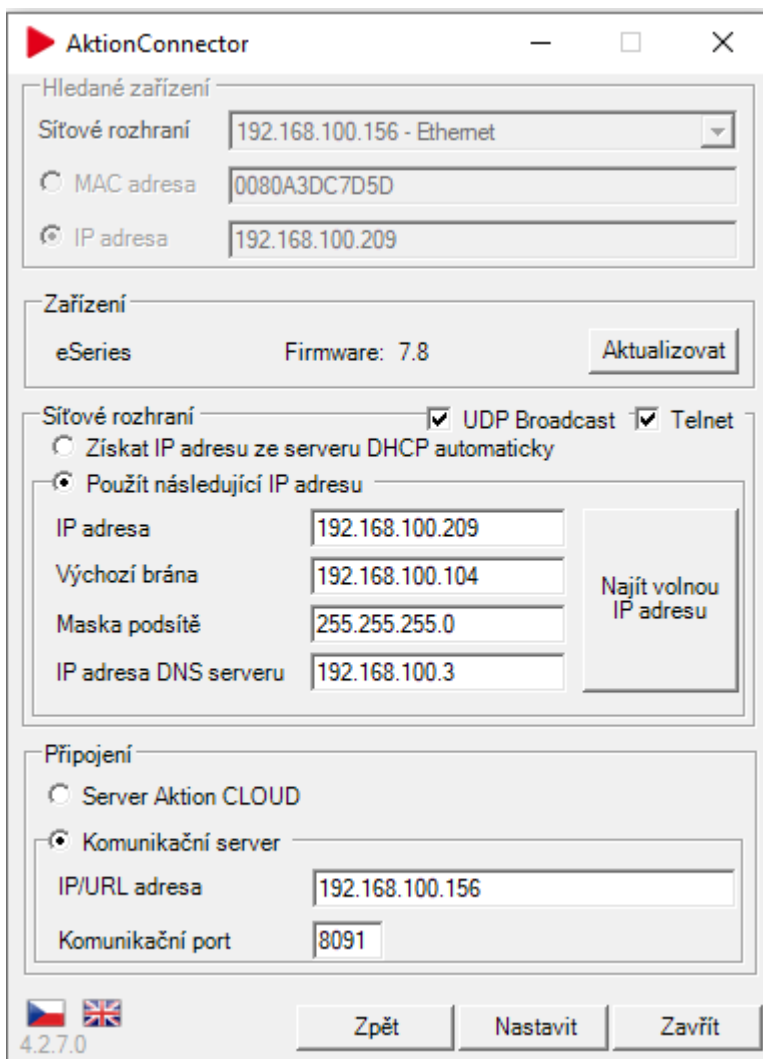 AktionConnector
Hledané zařízení
Síťové rozhraní 192.168.100.156 - Ethernet
MAC adresa 0080A3DC7D5D
IP adresa 192.168.100.209
Zařízení
eSeries Firmware: 7.8 Aktualizovat
Síťové rozhraní UDP Broadcast Telnet
Získat IP adresu ze serveru DHCP automaticky
Použít následující IP adresu
IP adresa 192.168.100.209
Výchozí brána 192.168.100.104
Najít volnou
IP adresu
Maska podsítě 255.255.255.0
IP adresa DNS serveru 192.168.100.3
Připojení
Server Aktion CLOUD
Komunikační server
IP/URL adresa 192.168.100.156
Komunikační port 8091
4.2.7.0 Zpět Nastavit Zavřít